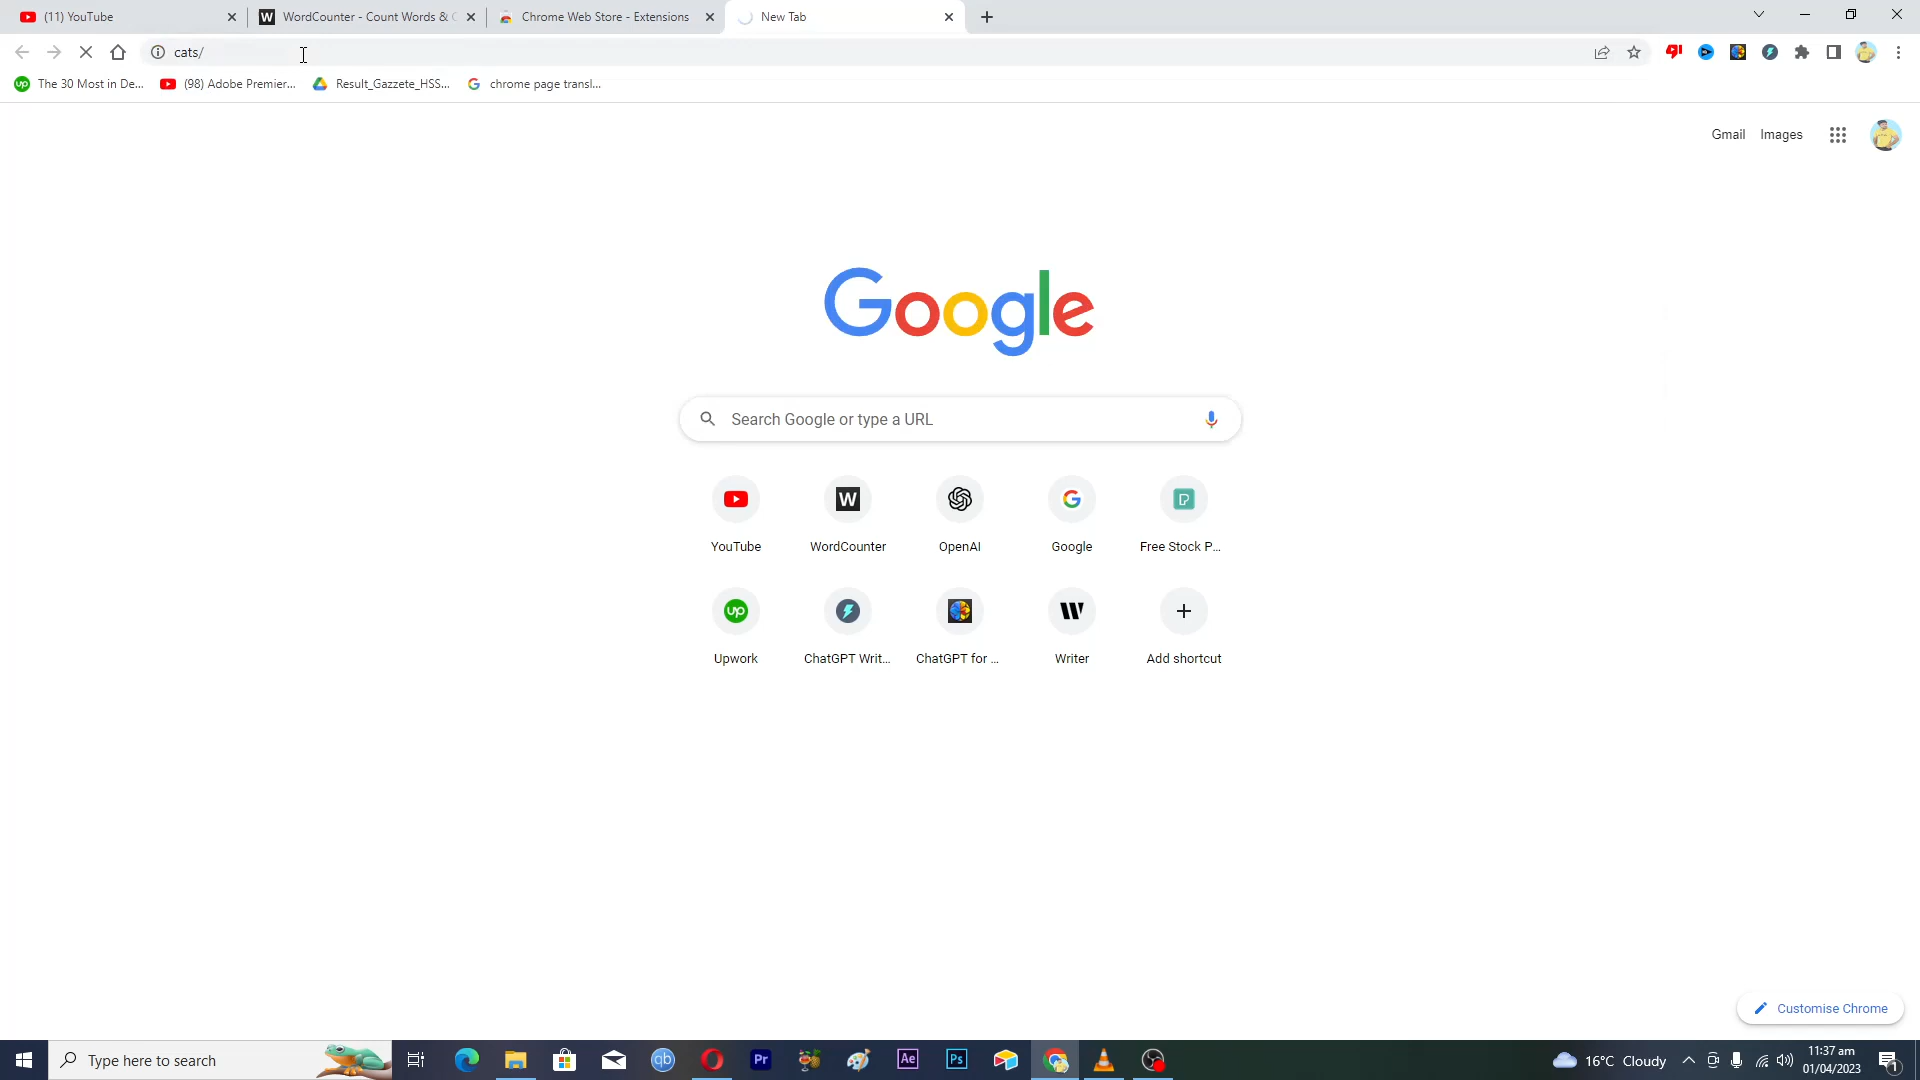 (11) YouTube
WordCounter - Count Words & C
Chrome Web Store - Extensions
New Tab
cats/
The 30 Most in De...
(98) Adobe Premier...
Result_Gazzete_HSS...
chrome page transl...
Gmail
Images
Google
Search Google or type a URL
YouTube
WordCounter
OpenAI
Google
Free Stock P...
Upwork
ChatGPT Writ...
ChatGPT for ...
Writer
Add shortcut
Customise Chrome
Type here to search
16°C Cloudy
11:37 am
01/04/2023